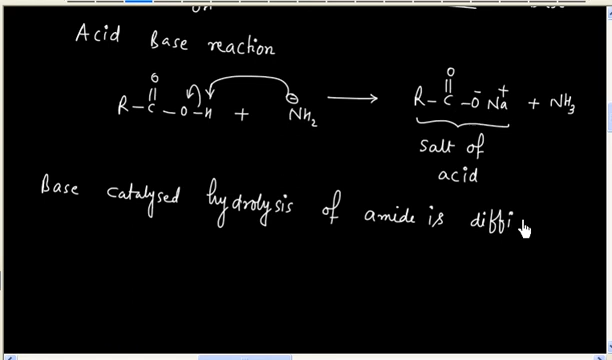 Acid Base reaction
O
R – C – O – H + NH2 → R – C – O⁻ Na⁺ + NH3
O
Salt of
acid
Base catalysed hydrolysis of amide is diffi